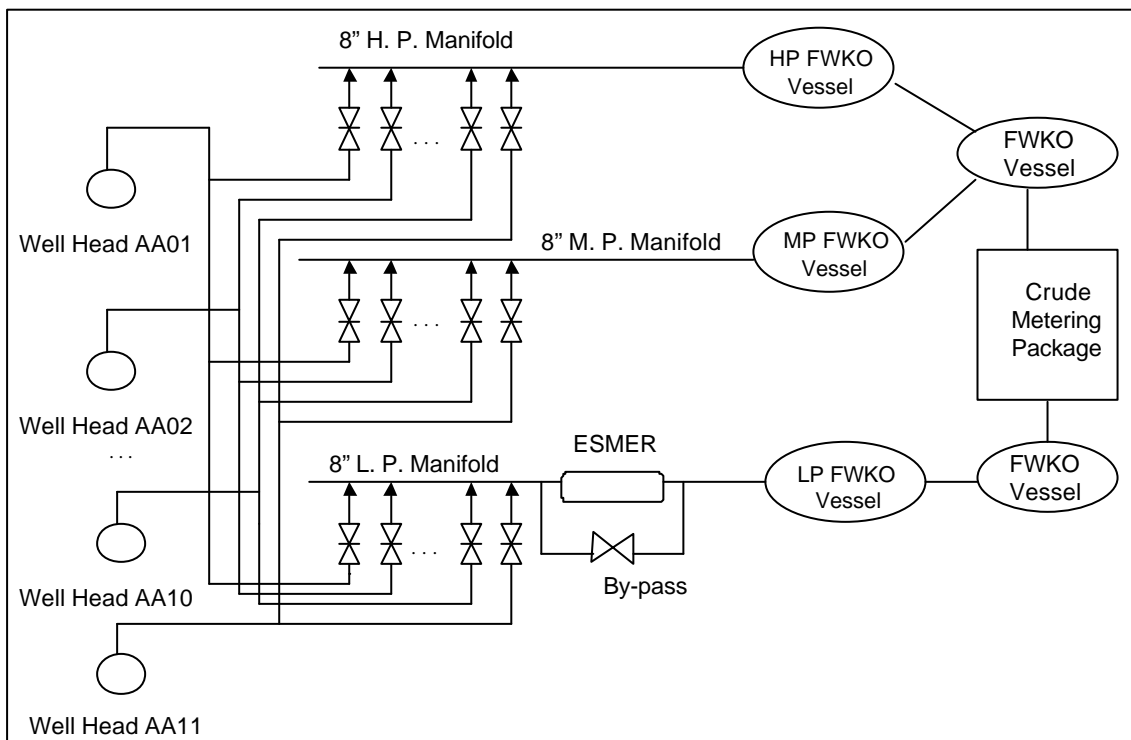 8” H. P. Manifold
HP FWKO
Vessel
. . .
FWKO
Vessel
Well Head AA01
8” M. P. Manifold
MP FWKO
Vessel
. . .
Crude
Metering
Package
Well Head AA02
. . .
8” L. P. Manifold
ESMER
LP FWKO
Vessel
FWKO
Vessel
. . .
By-pass
Well Head AA10
Well Head AA11